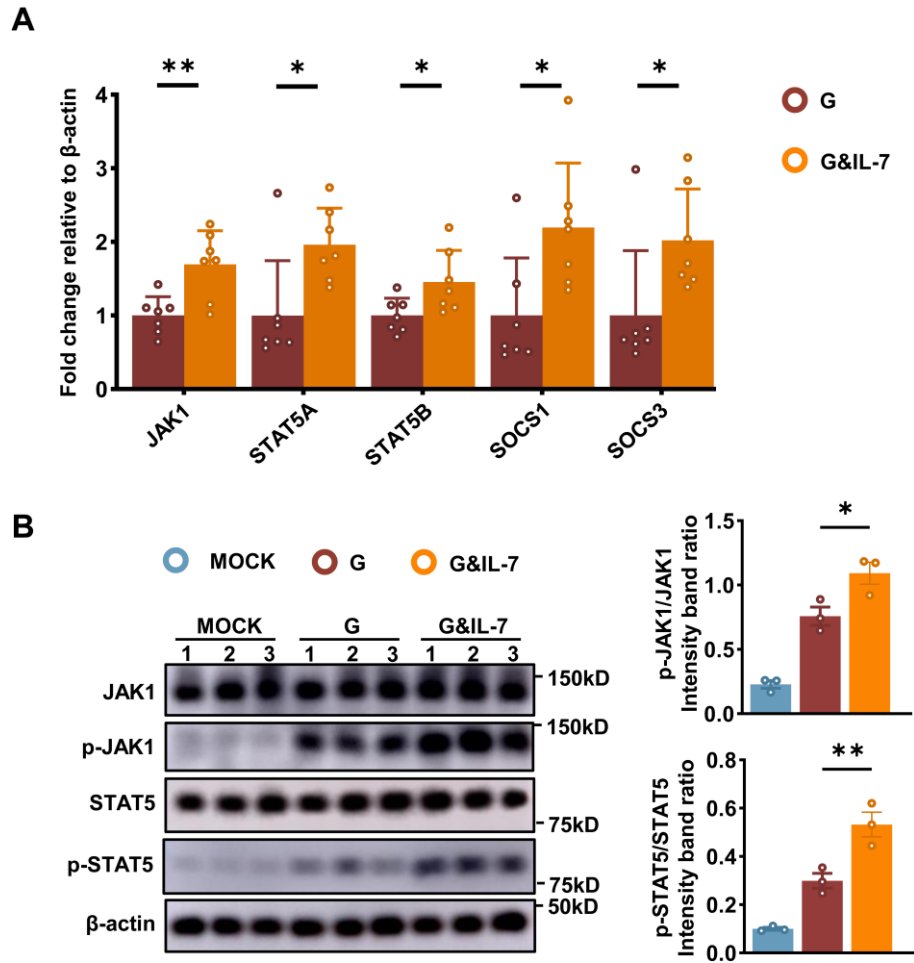 A
** * * * *
Fold change relative to β-actin
4
3
2
1
0
JAK1
STAT5A
STAT5B
SOCS1
SOCS3
G
G&IL-7
B
MOCK G G&IL-7
MOCK G G&IL-7
1 2 3 1 2 3 1 2 3
JAK1
150kD
p-JAK1
150kD
STAT5
75kD
p-STAT5
75kD
β-actin
50kD
p-JAK1/JAK1
Intensity band ratio
1.5
1.0
0.5
0.0
*
p-STAT5/STAT5
Intensity band ratio
0.8
0.6
0.4
0.2
0.0
**